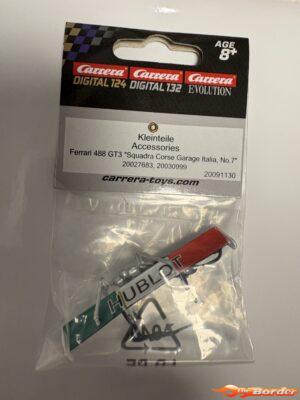 AGE
8+
Carrera Carrera Carrera
DIGITAL 124 DIGITAL 132 EVOLUTION
Kleinteile
Accessories
Ferrari 488 GT3 "Squadra Corse Garage Italia, No.7"
20027683, 20030999
carrera-toys.com
20091130
HUBLOT
Border